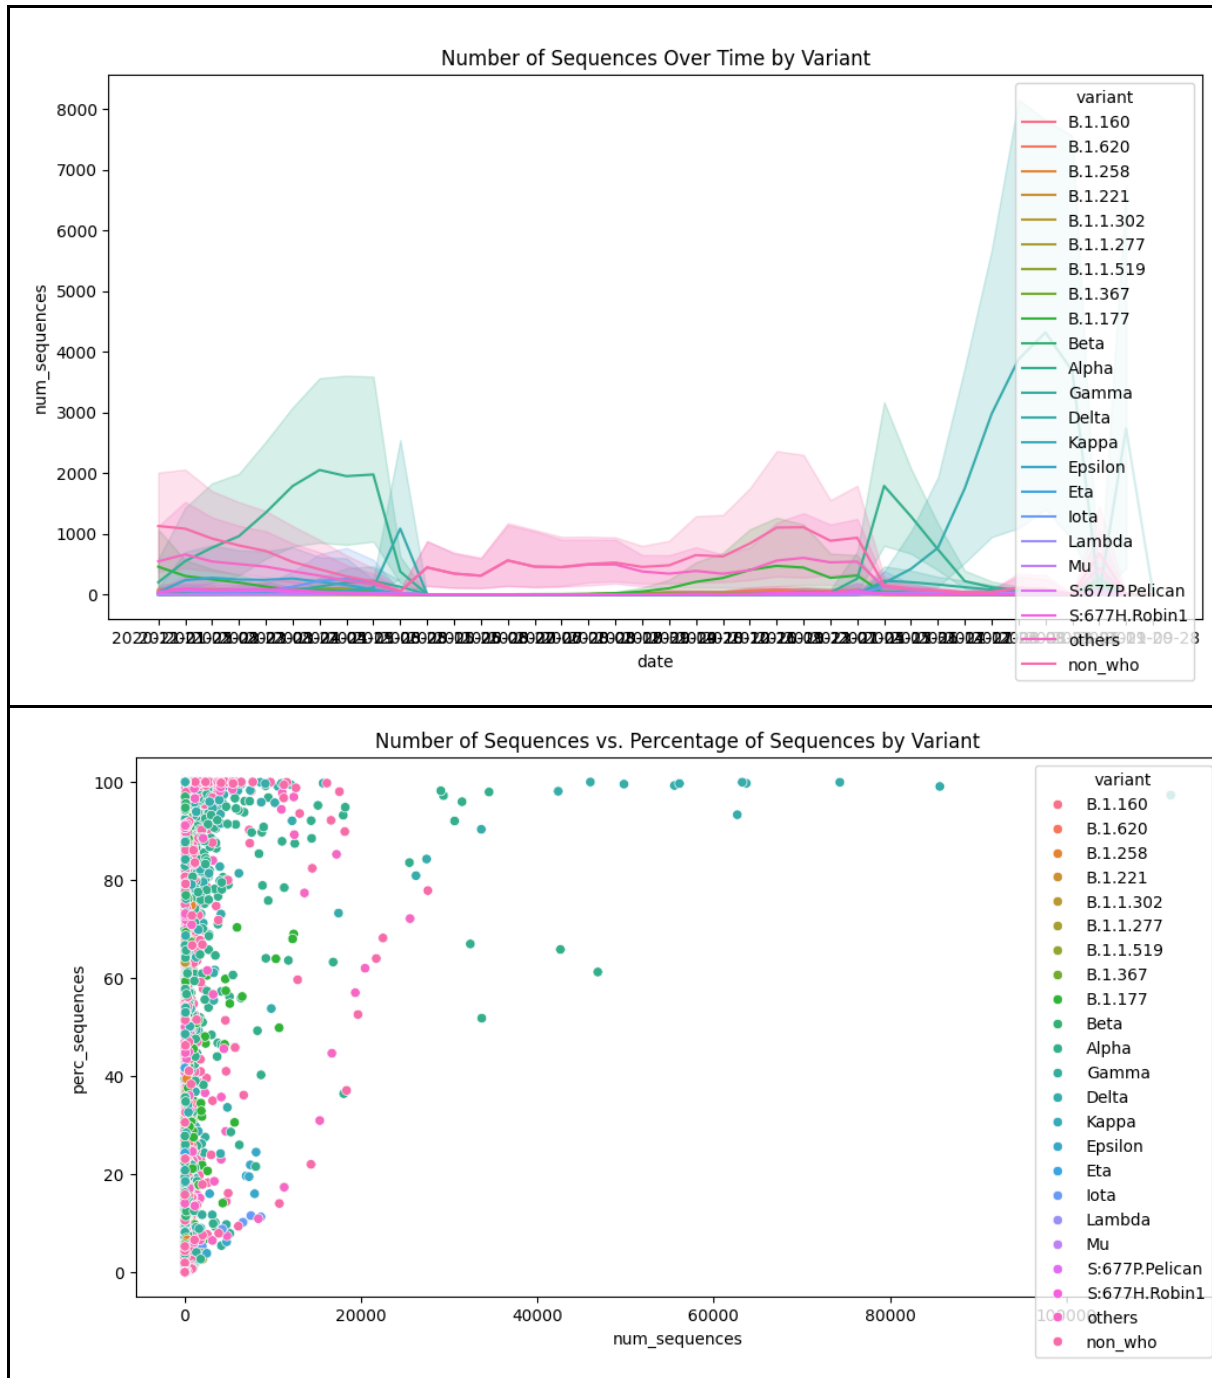 Number of Sequences Over Time by Variant
8000
7000
6000
5000
4000
3000
2000
1000
0
num_sequences
date
variant
B.1.160
B.1.620
B.1.258
B.1.221
B.1.1.302
B.1.1.277
B.1.1.519
B.1.367
B.1.177
Beta
Alpha
Gamma
Delta
Kappa
Epsilon
Eta
Iota
Lambda
Mu
S:677P.Pelican
S:677H.Robin1
others
non_who
Number of Sequences vs. Percentage of Sequences by Variant
100
80
60
40
20
0
perc_sequences
0
20000
40000
60000
80000
100000
num_sequences
variant
B.1.160
B.1.620
B.1.258
B.1.221
B.1.1.302
B.1.1.277
B.1.1.519
B.1.367
B.1.177
Beta
Alpha
Gamma
Delta
Kappa
Epsilon
Eta
Iota
Lambda
Mu
S:677P.Pelican
S:677H.Robin1
others
non_who